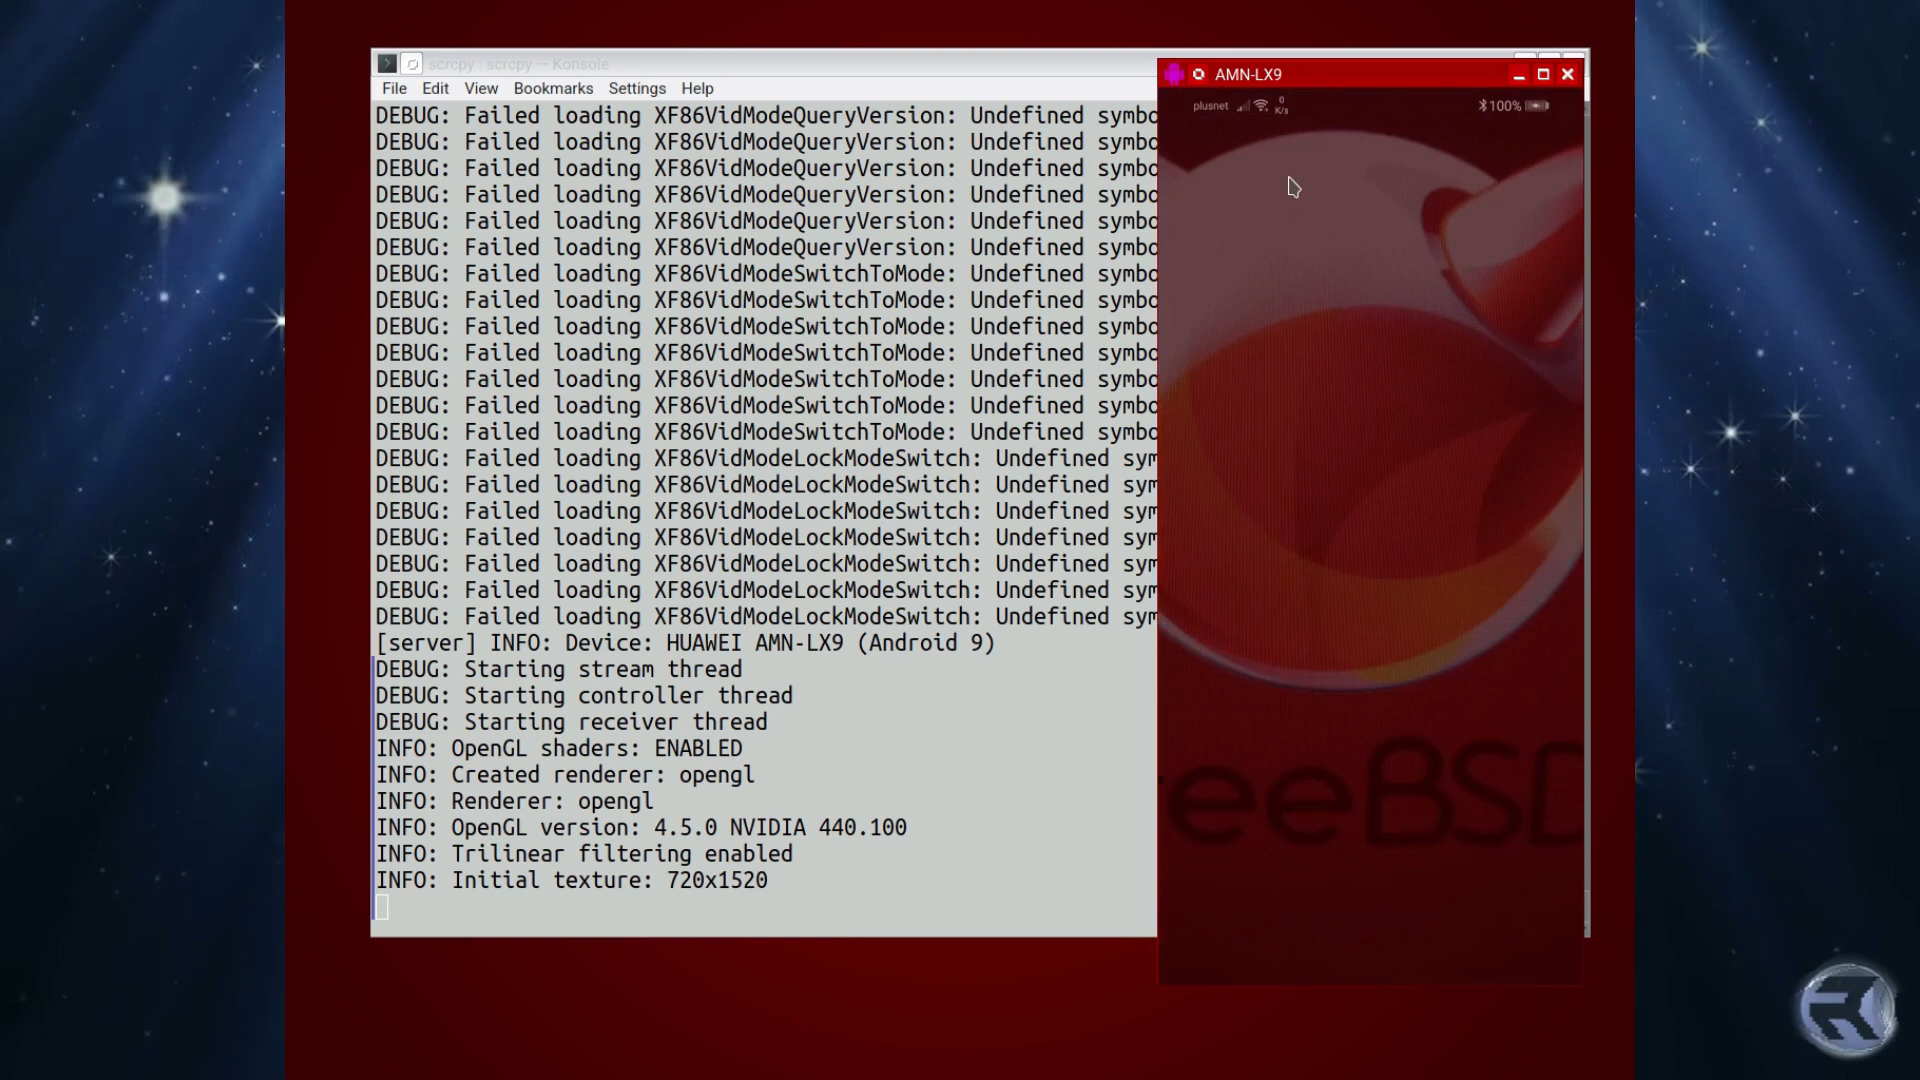 scrcpy : scrcpy — Konsole
File Edit View Bookmarks Settings Help
DEBUG: Failed loading XF86VidModeQueryVersion: Undefined symbo
DEBUG: Failed loading XF86VidModeQueryVersion: Undefined symbo
DEBUG: Failed loading XF86VidModeQueryVersion: Undefined symbo
DEBUG: Failed loading XF86VidModeQueryVersion: Undefined symbo
DEBUG: Failed loading XF86VidModeQueryVersion: Undefined symbo
DEBUG: Failed loading XF86VidModeQueryVersion: Undefined symbo
DEBUG: Failed loading XF86VidModeSwitchToMode: Undefined symbo
DEBUG: Failed loading XF86VidModeSwitchToMode: Undefined symbo
DEBUG: Failed loading XF86VidModeSwitchToMode: Undefined symbo
DEBUG: Failed loading XF86VidModeSwitchToMode: Undefined symbo
DEBUG: Failed loading XF86VidModeSwitchToMode: Undefined symbo
DEBUG: Failed loading XF86VidModeSwitchToMode: Undefined symbo
DEBUG: Failed loading XF86VidModeSwitchToMode: Undefined symbo
DEBUG: Failed loading XF86VidModeLockModeSwitch: Undefined sym
DEBUG: Failed loading XF86VidModeLockModeSwitch: Undefined sym
DEBUG: Failed loading XF86VidModeLockModeSwitch: Undefined sym
DEBUG: Failed loading XF86VidModeLockModeSwitch: Undefined sym
DEBUG: Failed loading XF86VidModeLockModeSwitch: Undefined sym
DEBUG: Failed loading XF86VidModeLockModeSwitch: Undefined sym
DEBUG: Failed loading XF86VidModeLockModeSwitch: Undefined sym
[server] INFO: Device: HUAWEI AMN-LX9 (Android 9)
DEBUG: Starting stream thread
DEBUG: Starting controller thread
DEBUG: Starting receiver thread
INFO: OpenGL shaders: ENABLED
INFO: Created renderer: opengl
INFO: Renderer: opengl
INFO: OpenGL version: 4.5.0 NVIDIA 440.100
INFO: Trilinear filtering enabled
INFO: Initial texture: 720x1520
AMN-LX9
plusnet 0 K/s 100%
reeBSD
R